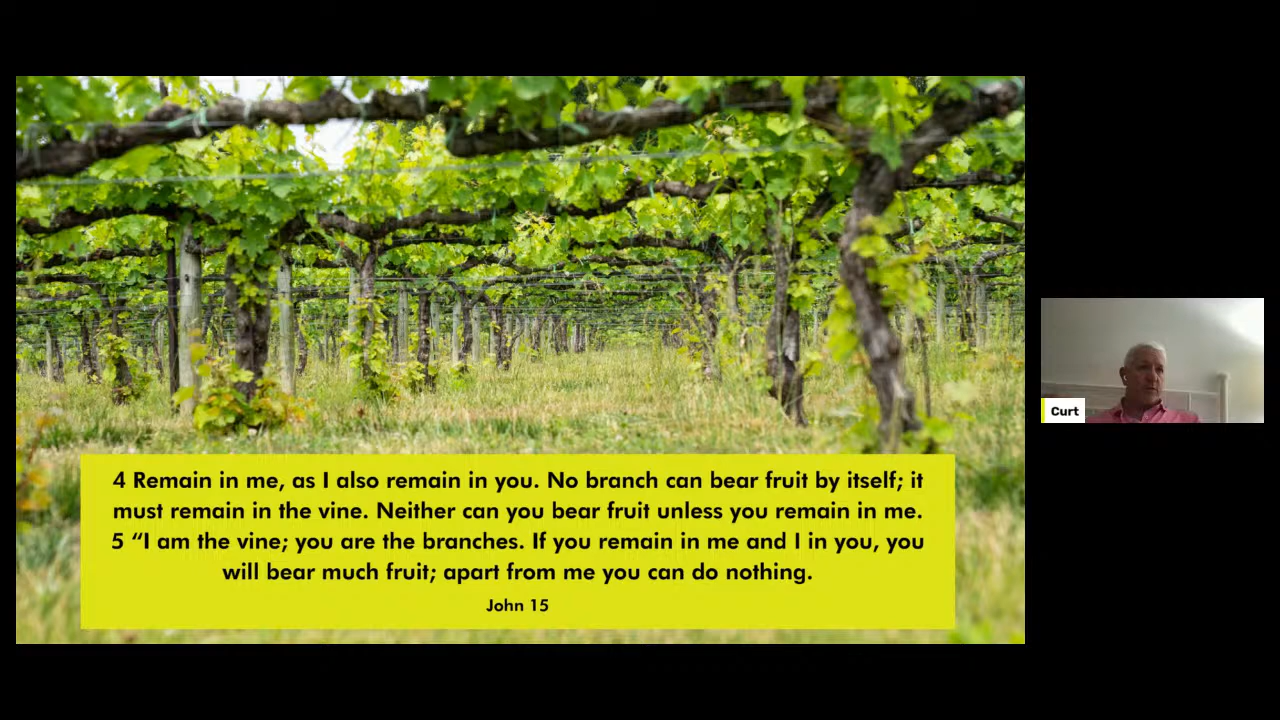 4 Remain in me, as I also remain in you. No branch can bear fruit by itself; it
must remain in the vine. Neither can you bear fruit unless you remain in me.
5 “I am the vine; you are the branches. If you remain in me and I in you, you
will bear much fruit; apart from me you can do nothing.
John 15
Curt